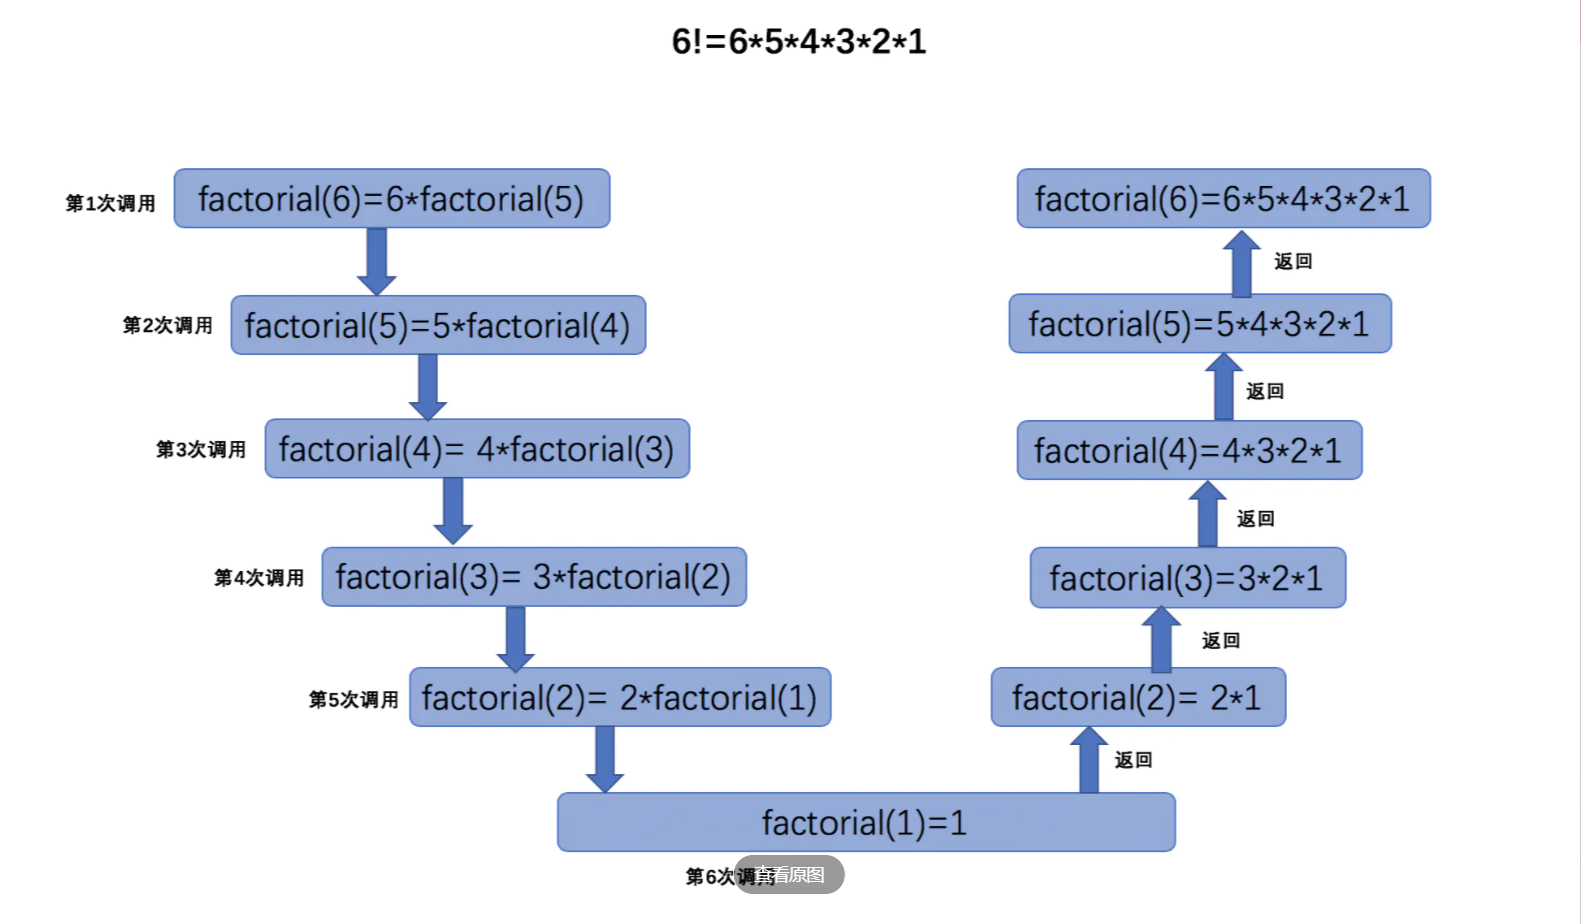 6!=6*5*4*3*2*1
第1次调用
factorial(6)=6*factorial(5)
第2次调用
factorial(5)=5*factorial(4)
第3次调用
factorial(4)= 4*factorial(3)
第4次调用
factorial(3)= 3*factorial(2)
第5次调用
factorial(2)= 2*factorial(1)
factorial(1)=1
第6次调用
查看原图
返回
factorial(2)= 2*1
返回
factorial(3)=3*2*1
返回
factorial(4)=4*3*2*1
返回
factorial(5)=5*4*3*2*1
返回
factorial(6)=6*5*4*3*2*1